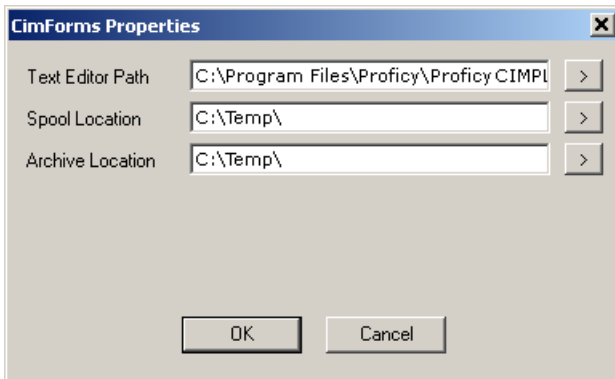 CimForms Properties
Text Editor Path C:\Program Files\Proficy\Proficy CIMPL >
Spool Location C:\Temp\ >
Archive Location C:\Temp\ >
OK Cancel